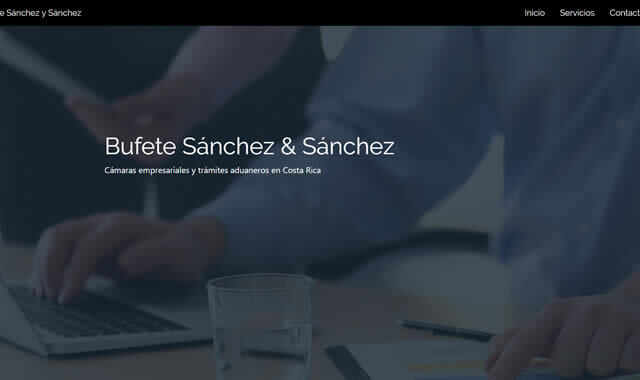 e Sánchez y Sánchez
Inicio Servicios Contact
Bufete Sánchez & Sánchez
Cámaras empresariales y trámites aduaneros en Costa Rica